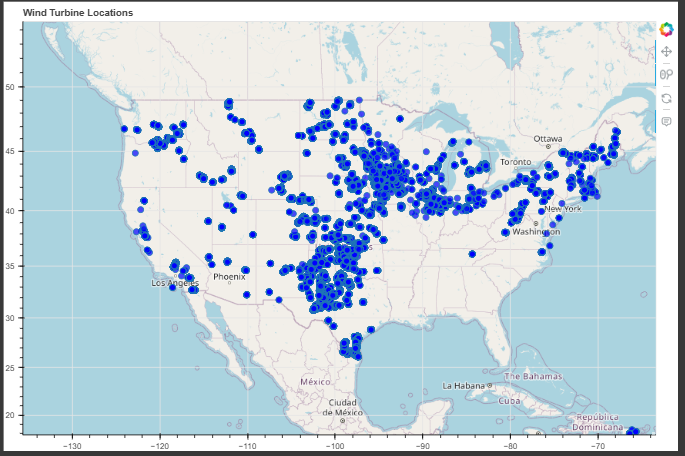 Wind Turbine Locations
50
45
40
35
30
25
20
Ottawa
Toronto
New York
Washington
Los Angeles
Phoenix
México
Ciudad
de México
La Habana
The Bahamas
Cuba
República
Dominicana
−130
−120
−110
−100
−90
−80
−70